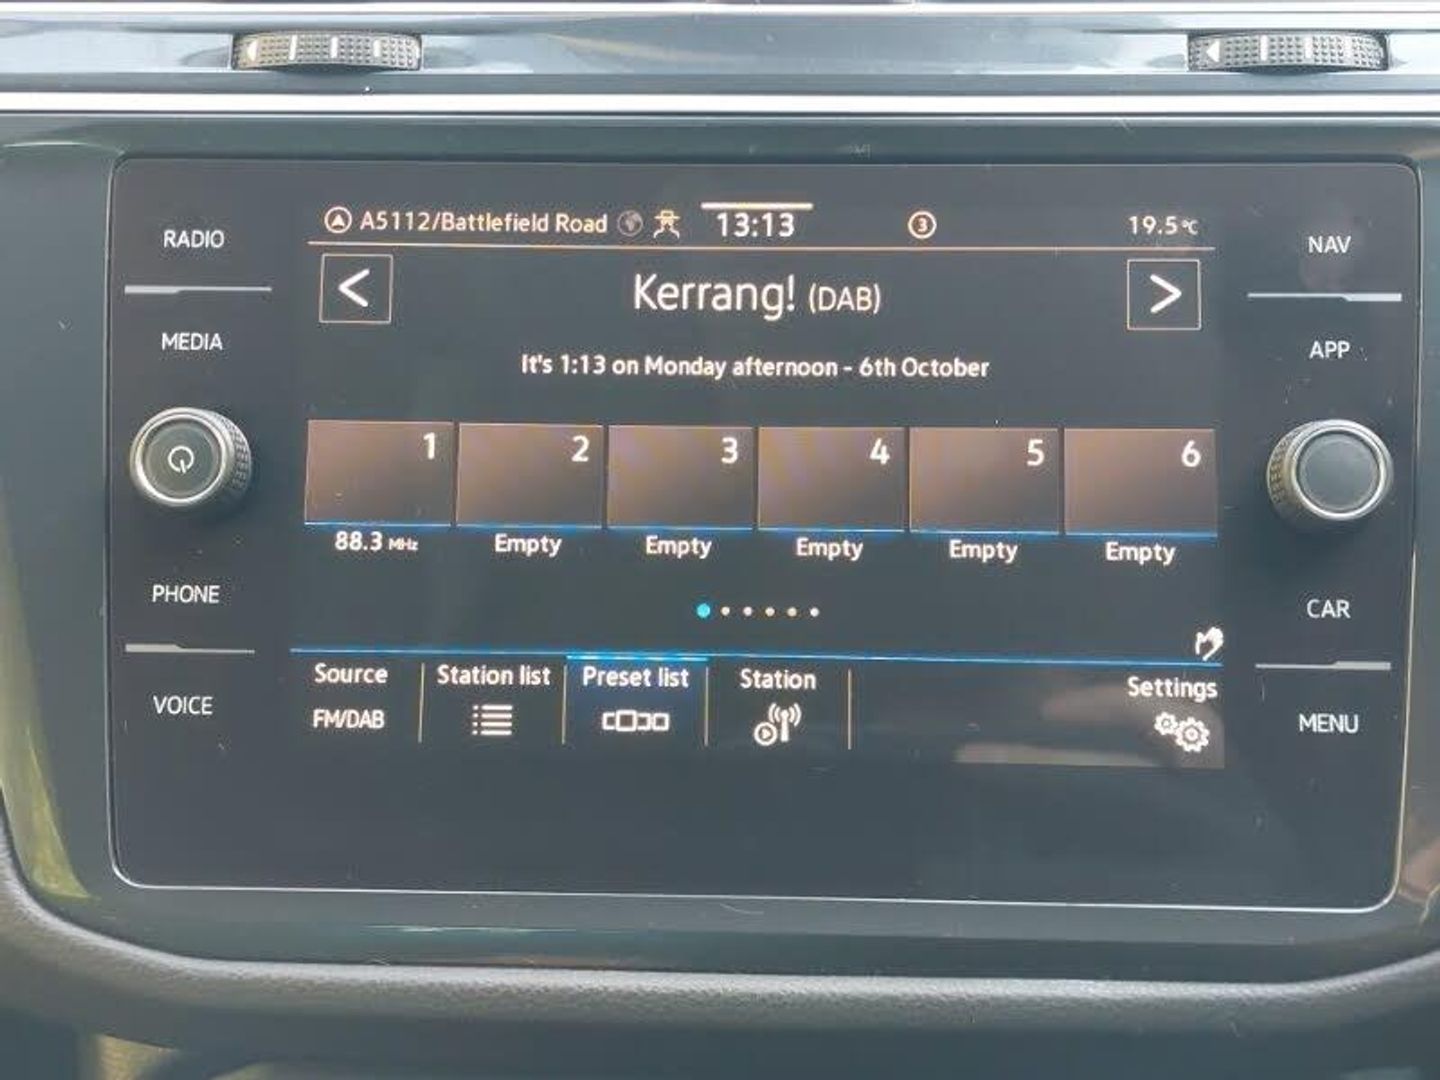 A5112/Battlefield Road 13:13 3 19.5°C
RADIO
NAV
Kerrang! (DAB)
MEDIA
APP
It's 1:13 on Monday afternoon - 6th October
1 2 3 4 5 6
88.3 MHz Empty Empty Empty Empty Empty
PHONE
CAR
Source Station list Preset list Station Settings
FM/DAB
VOICE
MENU